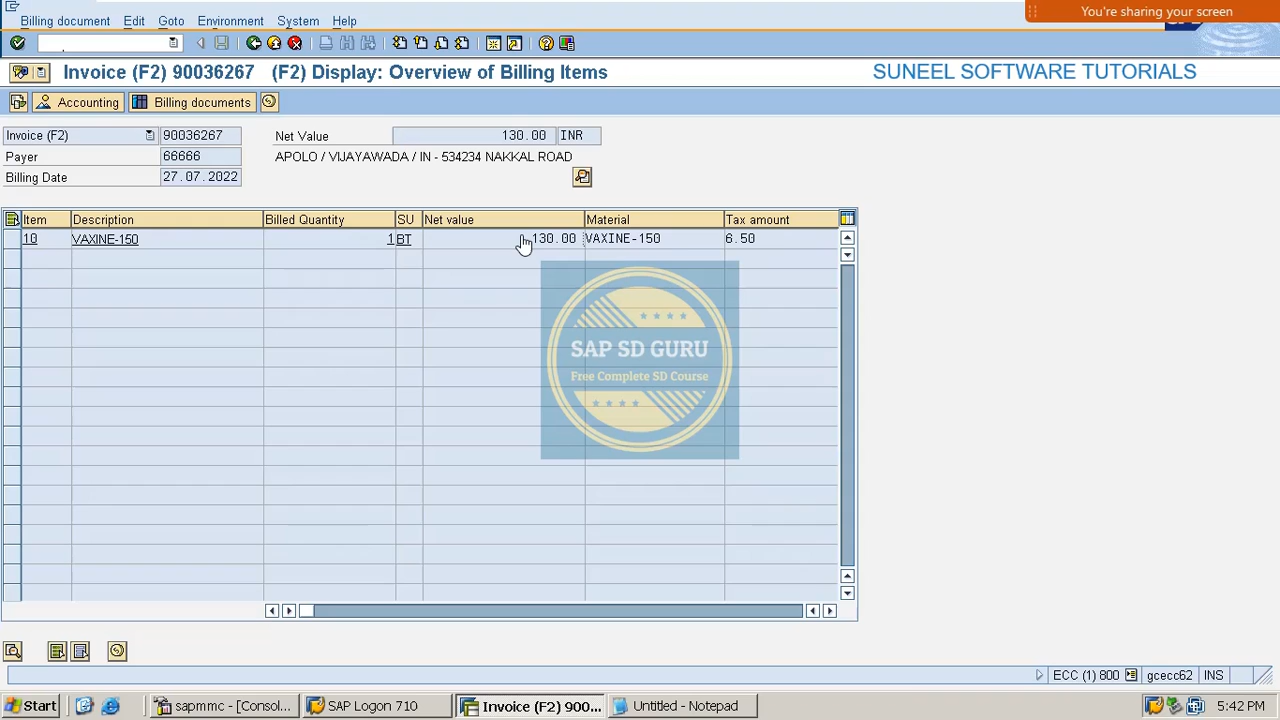 You're sharing your screen
Billing document Edit Goto Environment System Help
Invoice (F2) 90036267 (F2) Display: Overview of Billing Items
SUNEEL SOFTWARE TUTORIALS
Accounting Billing documents
Invoice (F2) 90036267 Net Value 130.00 INR
Payer 66666 APOLO / VIJAYAWADA / IN - 534234 NAKKAL ROAD
Billing Date 27.07.2022
Item Description Billed Quantity SU Net value Material Tax amount
10 VAXINE-150 1 BT 130.00 VAXINE-150 6.50
SAP SD GURU
Free Complete SD Course
ECC (1) 800 gcecc62 INS
Start sapmmc - [Consol... SAP Logon 710 Invoice (F2) 900... Untitled - Notepad 5:42 PM